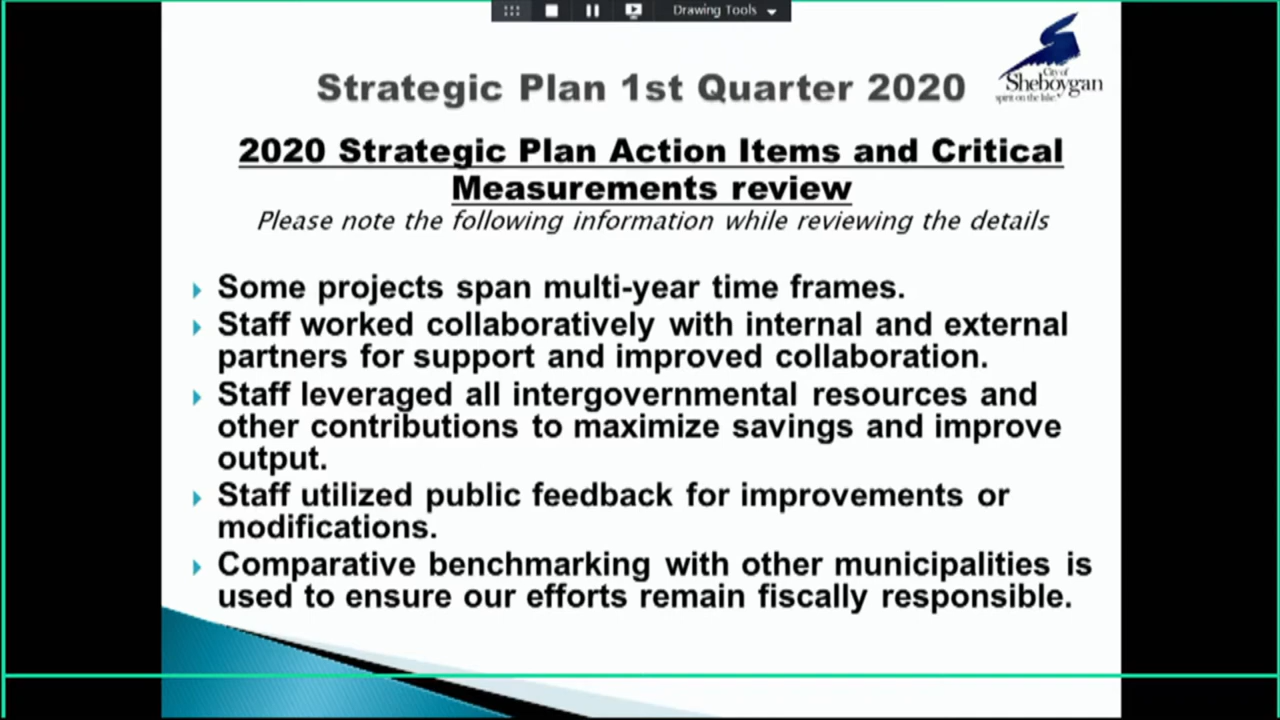 Drawing Tools
City of
Sheboygan
spirit on the lake.
Strategic Plan 1st Quarter 2020
2020 Strategic Plan Action Items and Critical
Measurements review
Please note the following information while reviewing the details
Some projects span multi-year time frames.
Staff worked collaboratively with internal and external
partners for support and improved collaboration.
Staff leveraged all intergovernmental resources and
other contributions to maximize savings and improve
output.
Staff utilized public feedback for improvements or
modifications.
Comparative benchmarking with other municipalities is
used to ensure our efforts remain fiscally responsible.